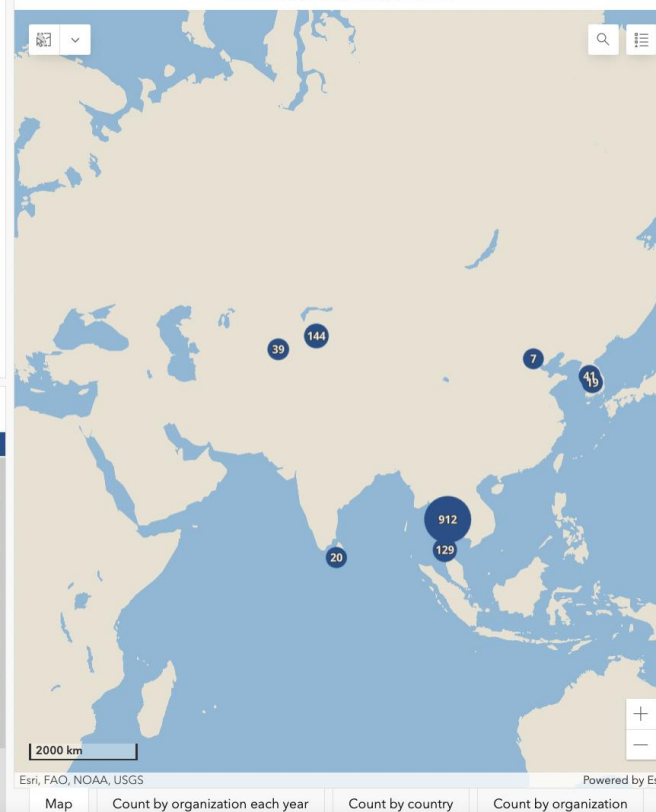 144
39
7
41
19
912
129
20
2000 km
Esri, FAO, NOAA, USGS
Powered by Es
Map
Count by organization each year
Count by country
Count by organization